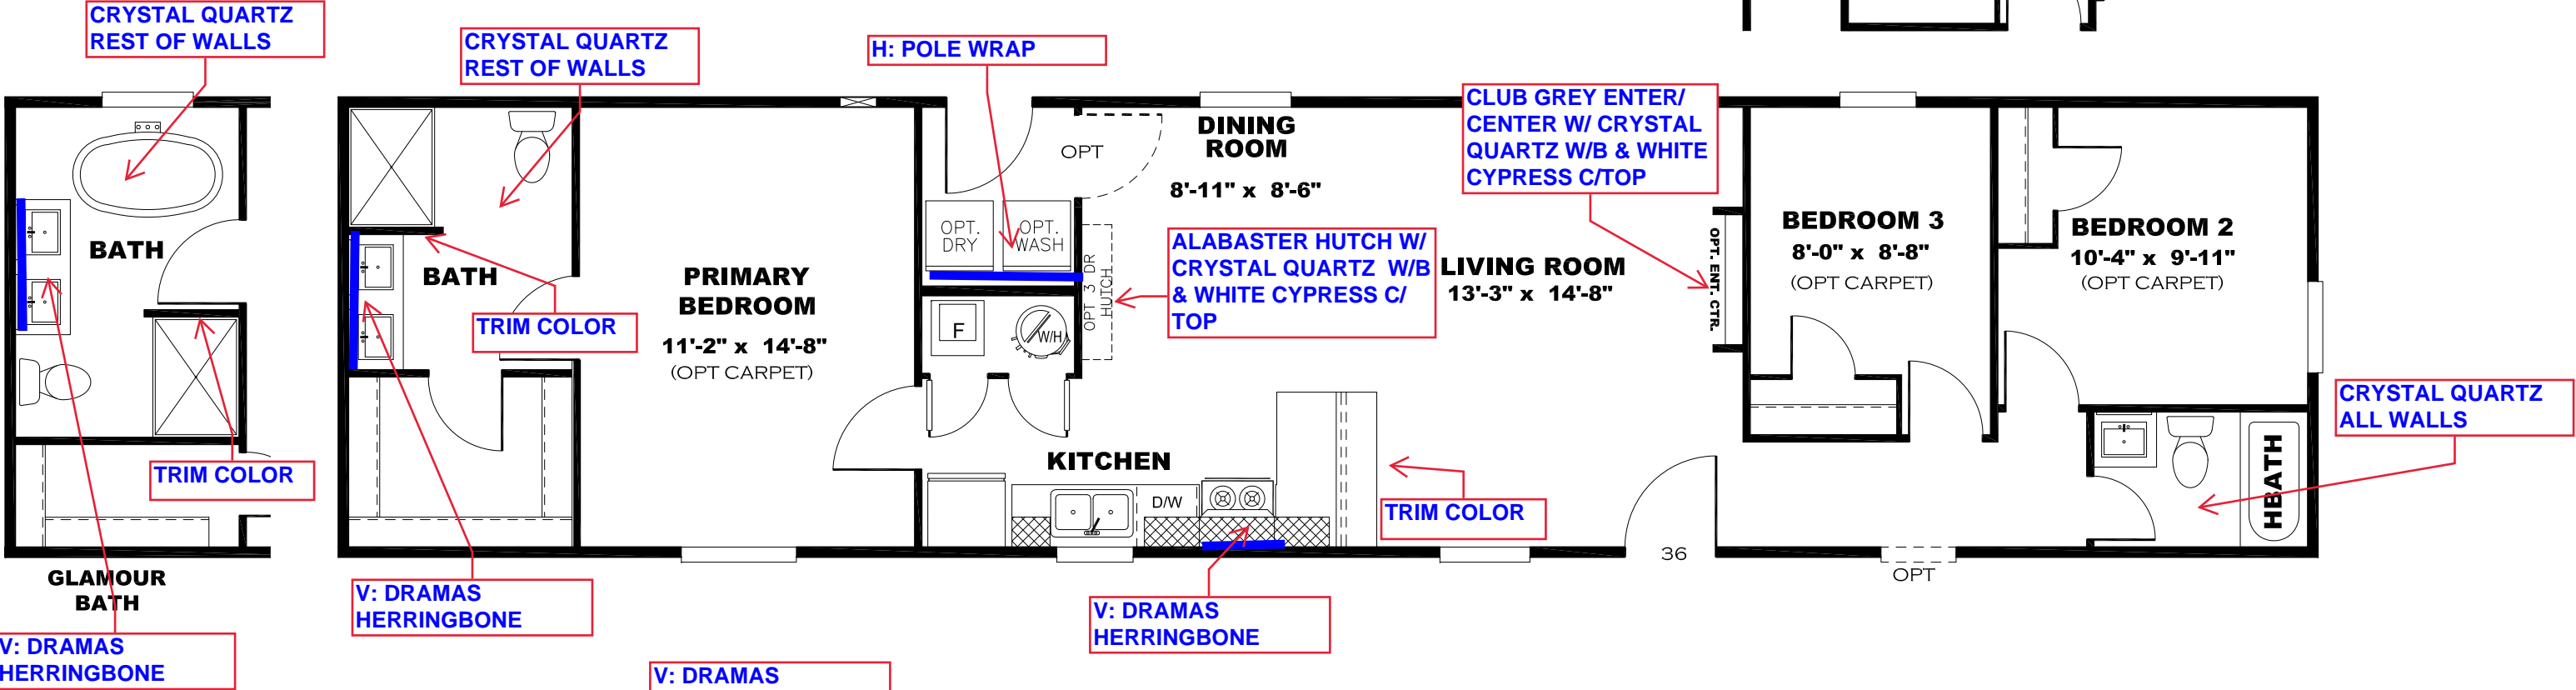 CRYSTAL QUARTZ
REST OF WALLS
CRYSTAL QUARTZ
REST OF WALLS
H: POLE WRAP
CLUB GREY ENTER/
CENTER W/ CRYSTAL
QUARTZ W/B & WHITE
CYPRESS C/TOP
DINING
ROOM
8'-11" x 8'-6"
OPT
OPT.
DRY
OPT.
WASH
BATH
BATH
TRIM COLOR
TRIM COLOR
PRIMARY
BEDROOM
11'-2" x 14'-8"
(OPT CARPET)
F
W/H
OPT 3 DR
HUTCH
ALABASTER HUTCH W/
CRYSTAL QUARTZ W/B
& WHITE CYPRESS C/
TOP
LIVING ROOM
13'-3" x 14'-8"
OPT. ENT. CTR.
BEDROOM 3
8'-0" x 8'-8"
(OPT CARPET)
BEDROOM 2
10'-4" x 9'-11"
(OPT CARPET)
CRYSTAL QUARTZ
ALL WALLS
HBATH
KITCHEN
D/W
TRIM COLOR
36
OPT
GLAMOUR
BATH
V: DRAMAS
HERRINGBONE
V: DRAMAS
HERRINGBONE
V: DRAMAS
HERRINGBONE
V: DRAMAS